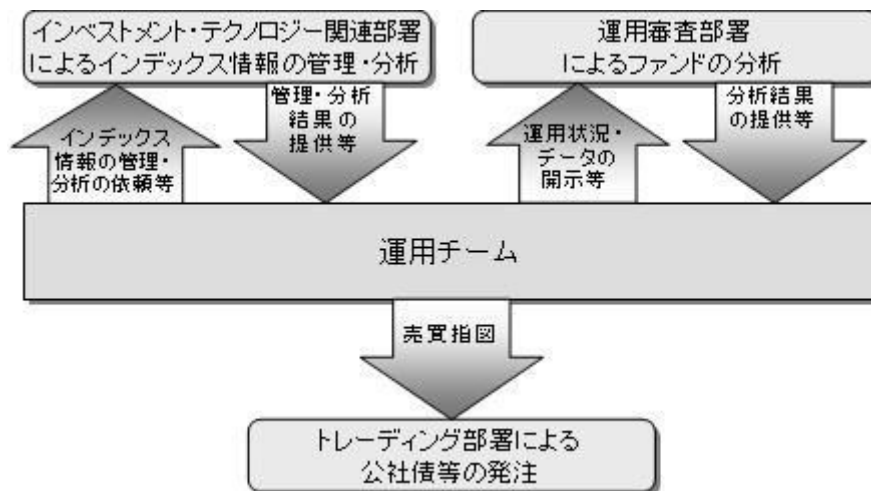 インベストメント・テクノロジー関連部署
によるインデックス情報の管理・分析
運用審査部署
によるファンドの分析
インデックス
情報の管理・
分析の依頼等
管理・分析
結果の
提供等
運用状況・
データの
開示等
分析結果
の提供等
運用チーム
売買指図
トレーディング部署による
公社債等の発注